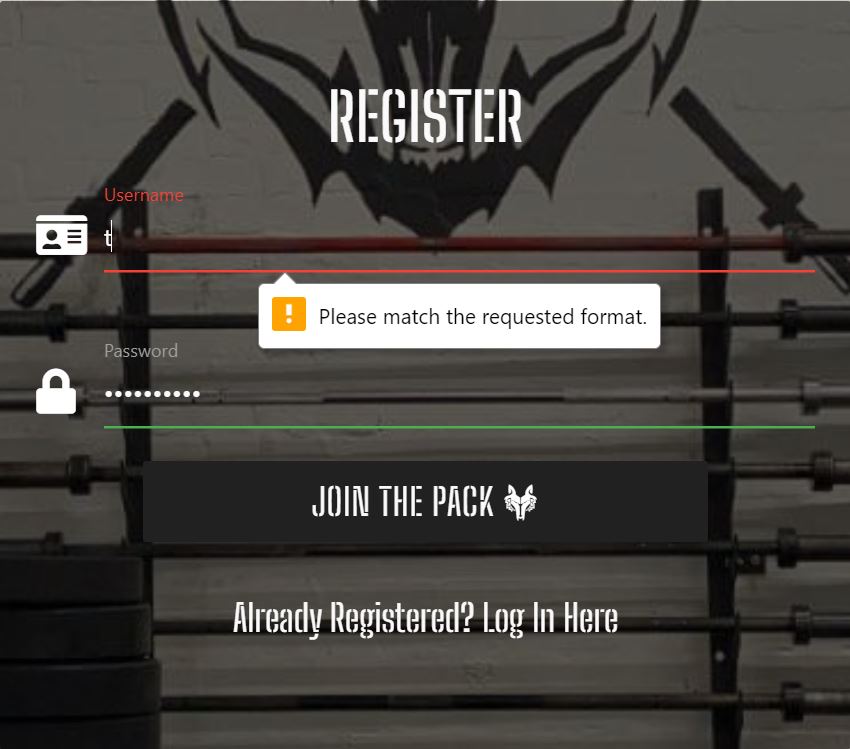 REGISTER
Username
t
Please match the requested format.
Password
••••••••••
JOIN THE PACK
Already Registered? Log In Here